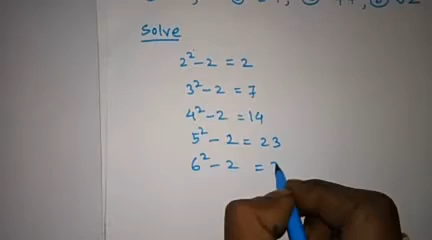 Solve
2² - 2 = 2
3² - 2 = 7
4² - 2 = 14
5² - 2 = 23
6² - 2 =